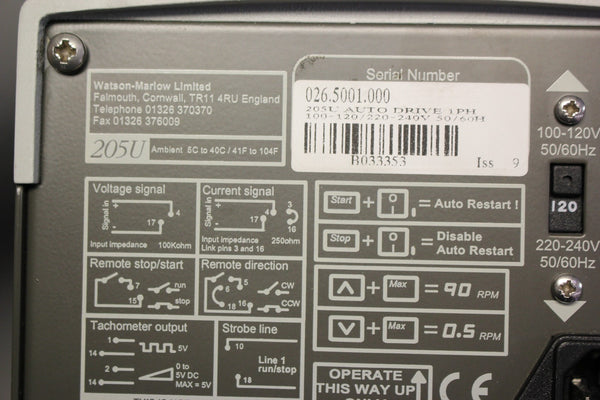 Watson-Marlow Limited
Falmouth, Cornwall, TR11 4RU England
Telephone 01326 370370
Fax 01326 376009
205U Ambient 5C to 40C / 41F to 104F
Serial Number
026.5001.000
205U AUTO DRIVE 1PH
100-120/220-240V 50/60H
B033353
Iss 9
100-120V
50/60Hz
120
220-240V
50/60Hz
Voltage signal
Signal in
+
-
17
4
Input impedance 100Kohm
Current signal
Signal in
+
-
17
3
16
Input impedance 250ohm
Link pins 3 and 16
Remote stop/start
7
15
run
stop
Remote direction
5
6
18
16
CW
CCW
Tachometer output
1
14
5V
2
14
0 to
5V DC
MAX = 5V
Strobe line
10
Line 1
run/stop
18
Start + O I = Auto Restart !
Stop + O I = Disable
Auto Restart
+ Max = 90 RPM
+ Max = 0.5 RPM
OPERATE
THIS WAY UP
CE